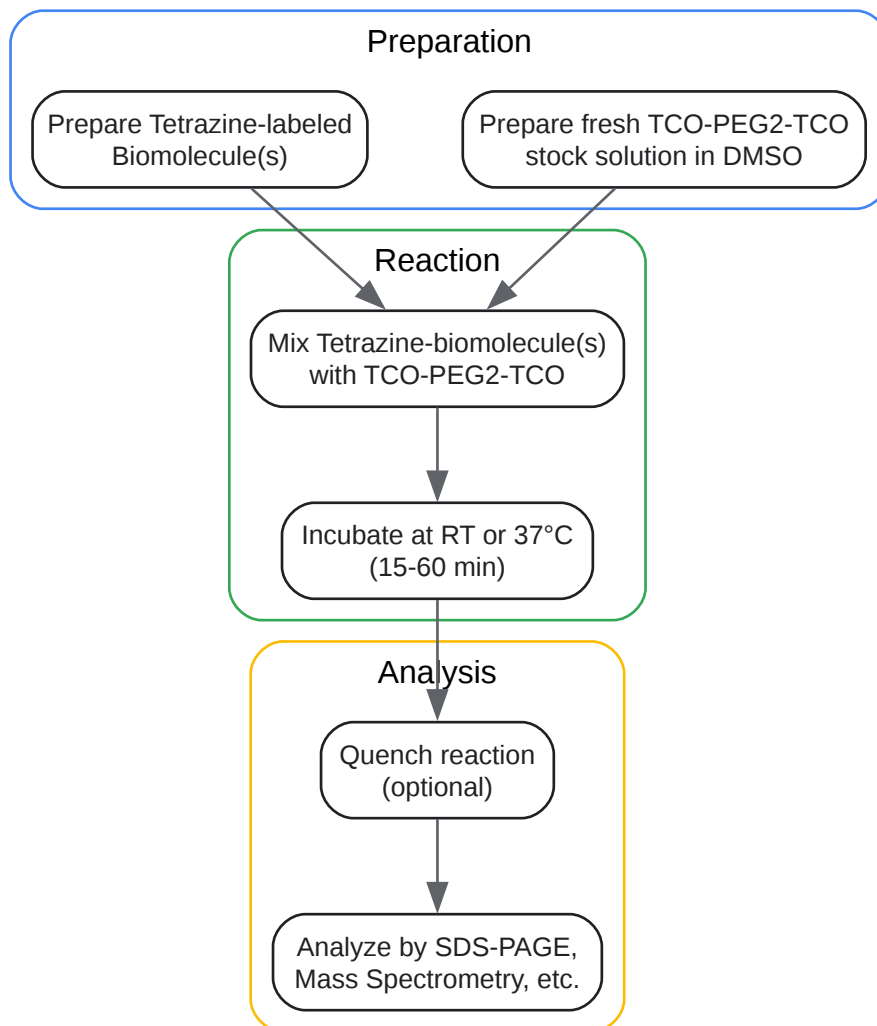 Preparation
Prepare Tetrazine-labeled
Biomolecule(s)
Prepare fresh TCO-PEG2-TCO
stock solution in DMSO
Reaction
Mix Tetrazine-biomolecule(s)
with TCO-PEG2-TCO
Incubate at RT or 37°C
(15-60 min)
Analysis
Quench reaction
(optional)
Analyze by SDS-PAGE,
Mass Spectrometry, etc.